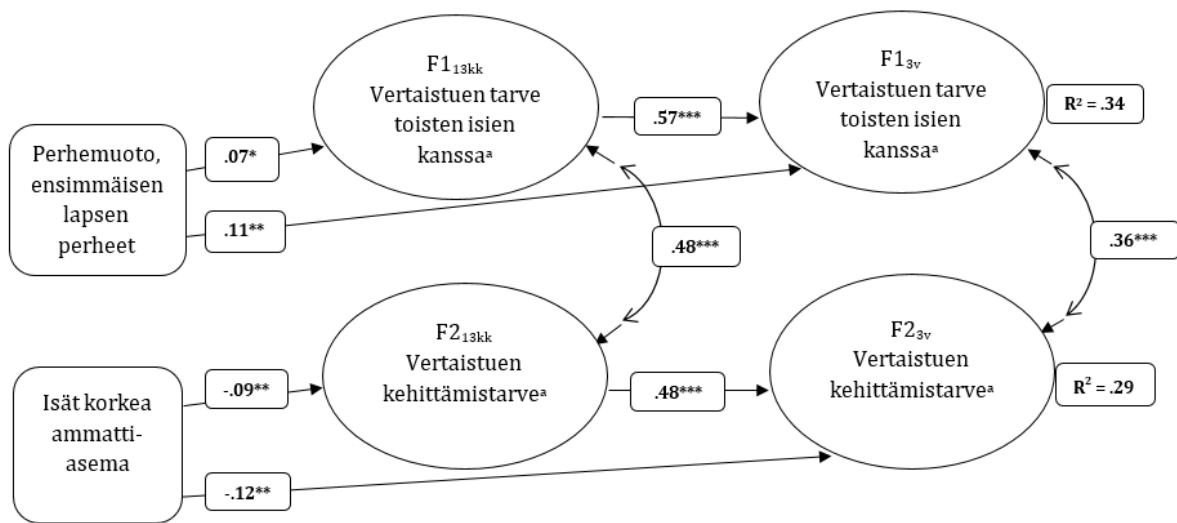 F1₁₃ₖₖ
Vertaistuen tarve
toisten isien
kanssaᵃ
.57***
F1₃ᵥ
Vertaistuen tarve
toisten isien
kanssaᵃ
R² = .34
Perhemuoto,
ensimmäisen
lapsen
perheet
.07*
.11**
.48***
.36***
F2₁₃ₖₖ
Vertaistuen
kehittämistarveᵃ
.48***
F2₃ᵥ
Vertaistuen
kehittämistarveᵃ
R² = .29
Isät korkea
ammatti-
asema
-.09**
-.12**